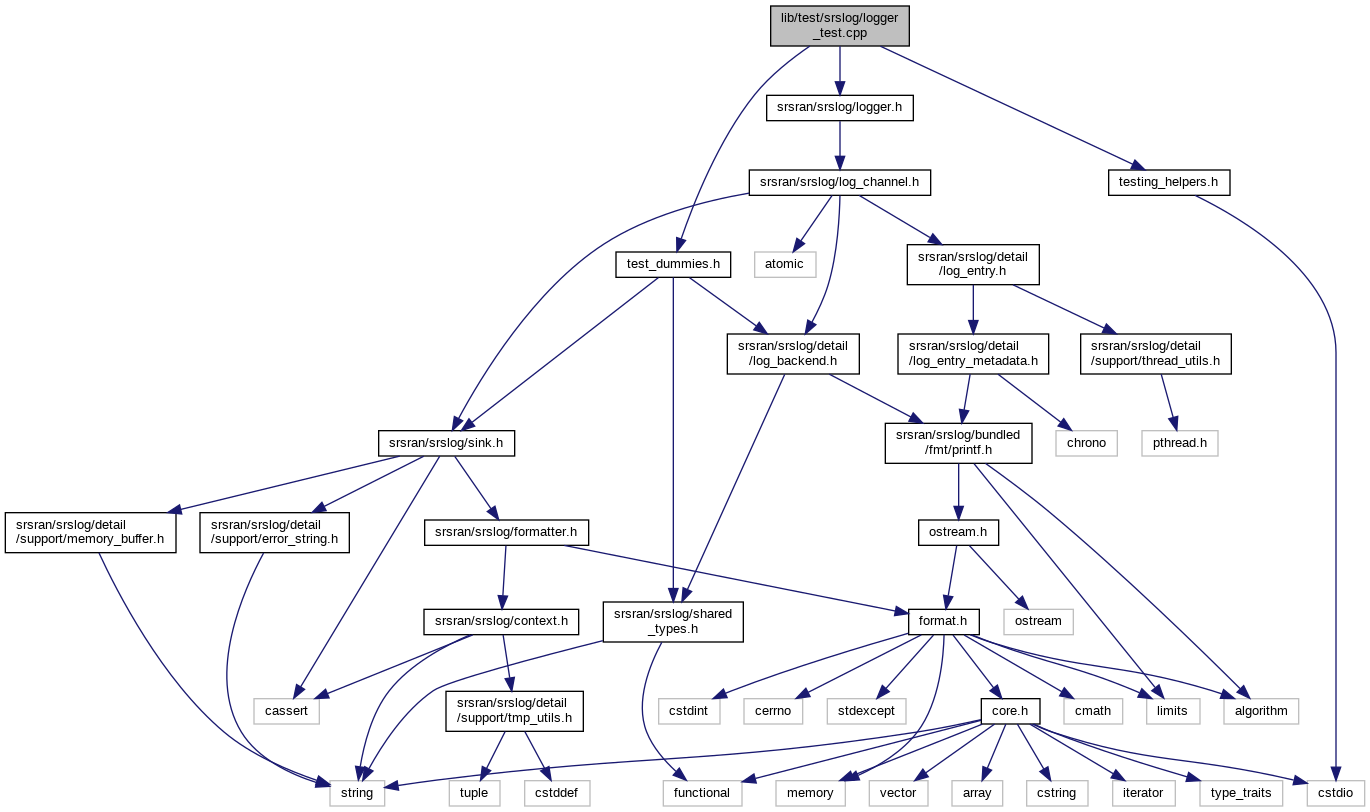 lib/test/srslog/logger
_test.cpp
srsran/srslog/logger.h
srsran/srslog/log_channel.h
testing_helpers.h
test_dummies.h
atomic
srsran/srslog/detail
/log_entry.h
srsran/srslog/detail
/log_backend.h
srsran/srslog/detail
/log_entry_metadata.h
srsran/srslog/detail
/support/thread_utils.h
srsran/srslog/sink.h
srsran/srslog/bundled
/fmt/printf.h
chrono
pthread.h
srsran/srslog/detail
/support/memory_buffer.h
srsran/srslog/detail
/support/error_string.h
srsran/srslog/formatter.h
ostream.h
srsran/srslog/context.h
srsran/srslog/shared
_types.h
format.h
ostream
cassert
srsran/srslog/detail
/support/tmp_utils.h
cstdint
cerrno
stdexcept
core.h
cmath
limits
algorithm
string
tuple
cstddef
functional
memory
vector
array
cstring
iterator
type_traits
cstdio